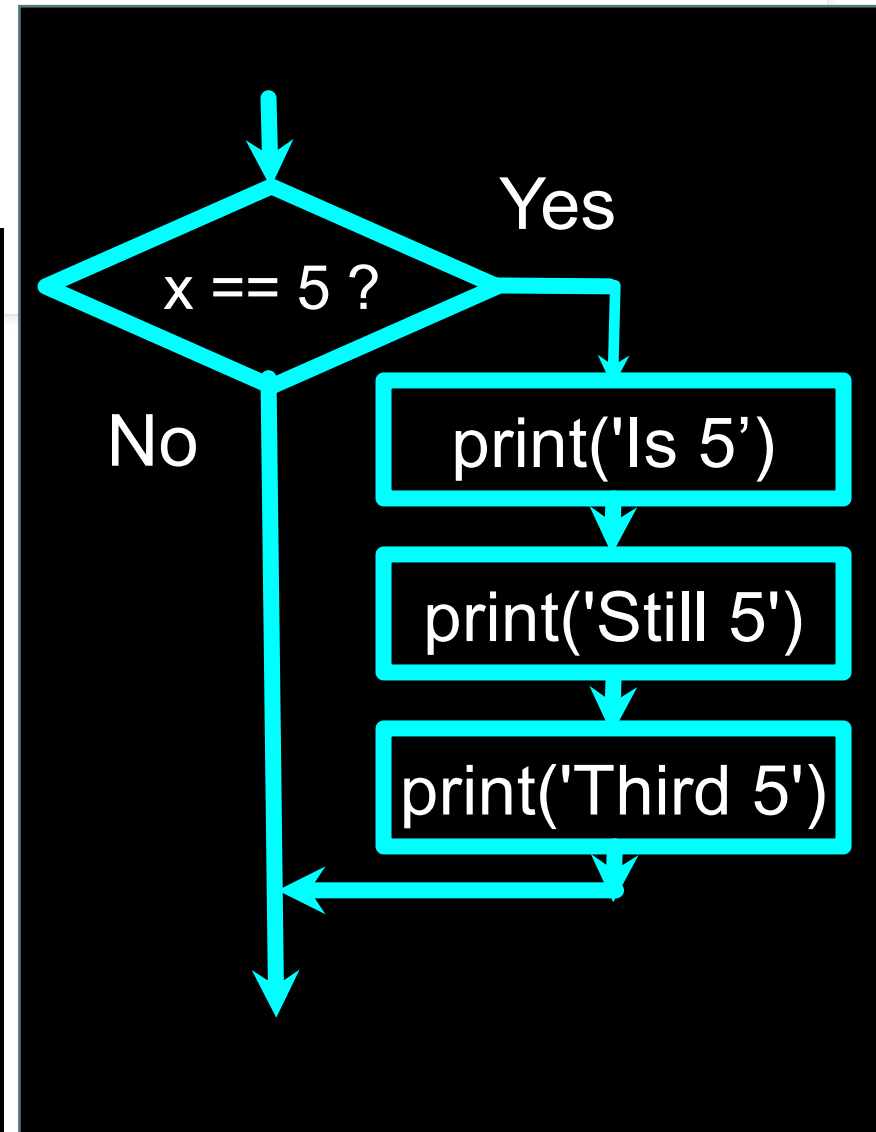 Yes
x == 5 ?
No
print('Is 5’)
print('Still 5')
print('Third 5')